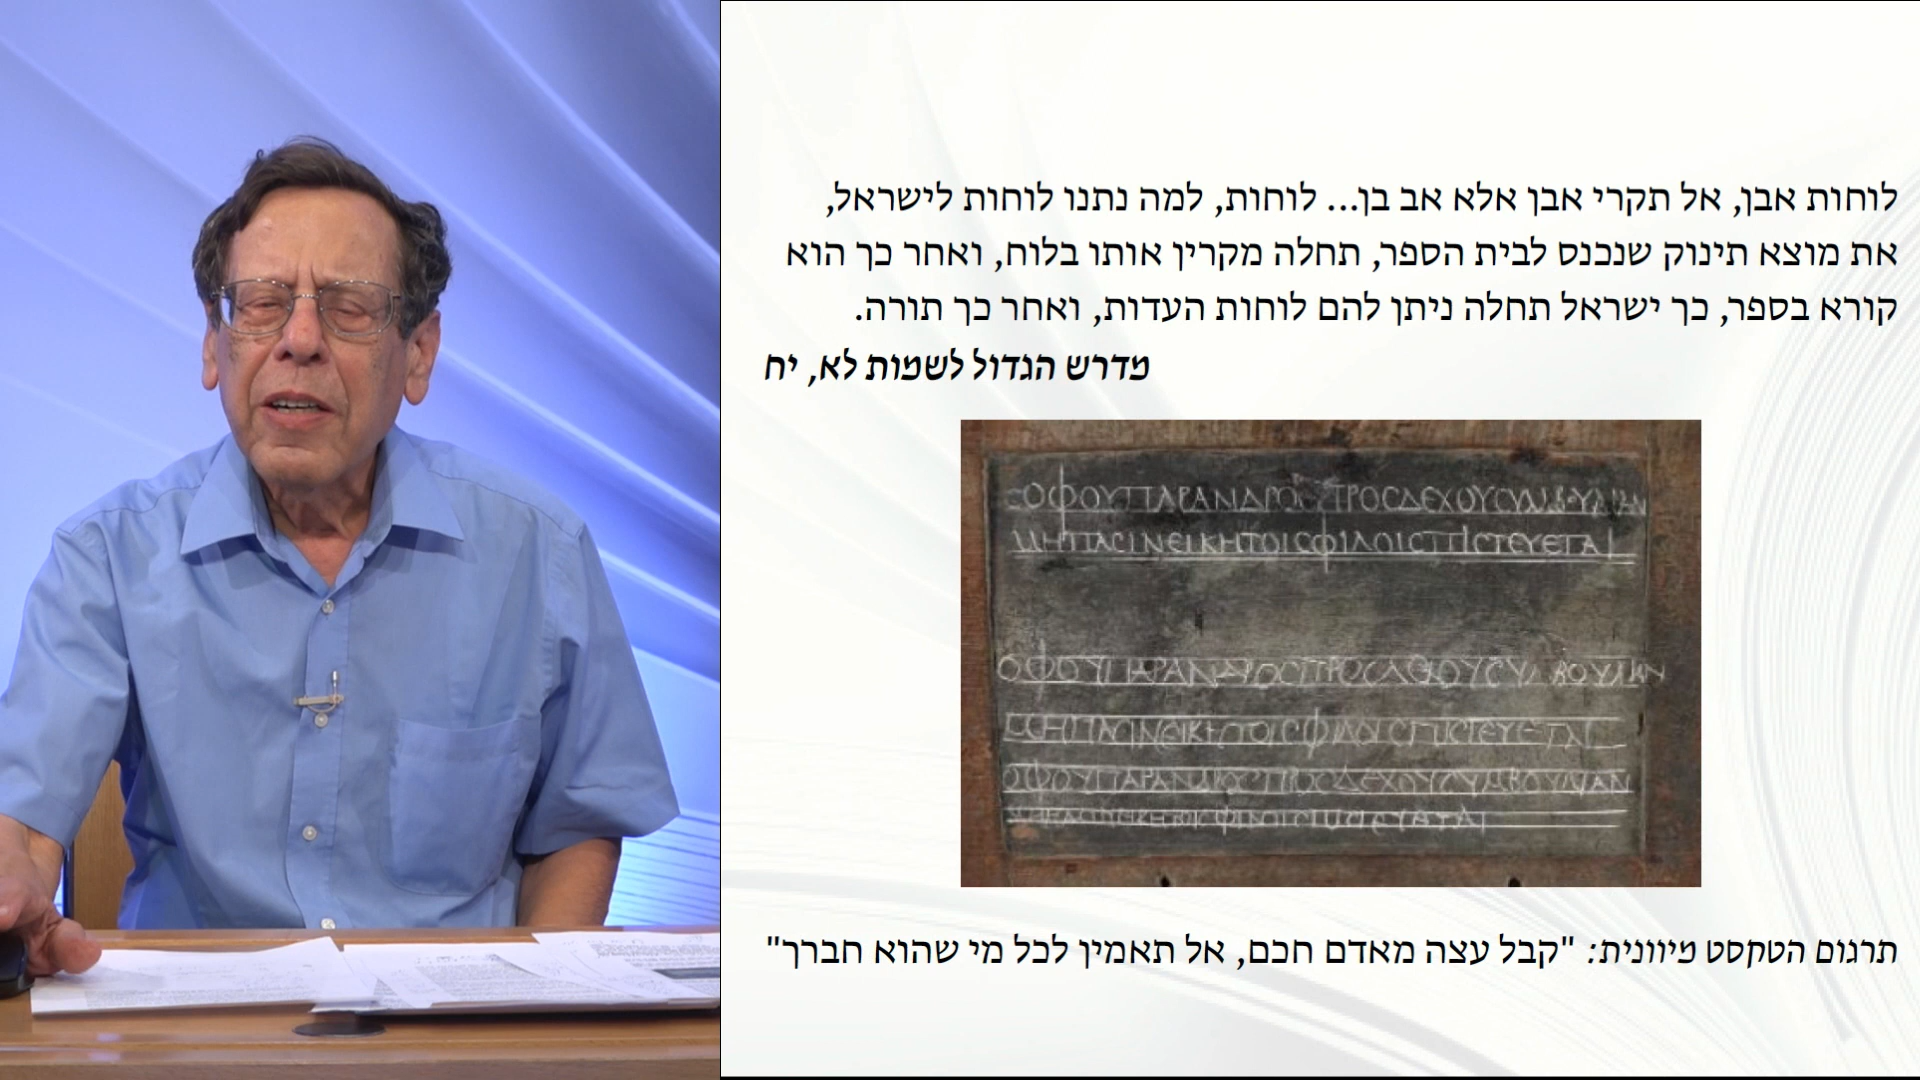 לוחות אבן, אל תקרי אבן אלא אב בן... לוחות, למה נתנו לוחות לישראל,
את מוצא תינוק שנכנס לבית הספר, תחלה מקרין אותו בלוח, ואחר כך הוא
קורא בספר, כך ישראל תחלה ניתן להם לוחות העדות, ואחר כך תורה.
מדרש הגדול לשמות לא, יח
ΣΟΦΟΥΠΑΡΑΝΔΡΟΣΠΡΟΣΔΕΧΟΥΣΥΜΒΟΥΛΙΑΝ
ΜΗΠΑΣΙΝΕΙΚΗΤΟΙΣΦΙΛΟΙΣΠΙΣΤΕΥΕΤΑΙ
תרגום הטקסט מיוונית: "קבל עצה מאדם חכם, אל תאמין לכל מי שהוא חברך"